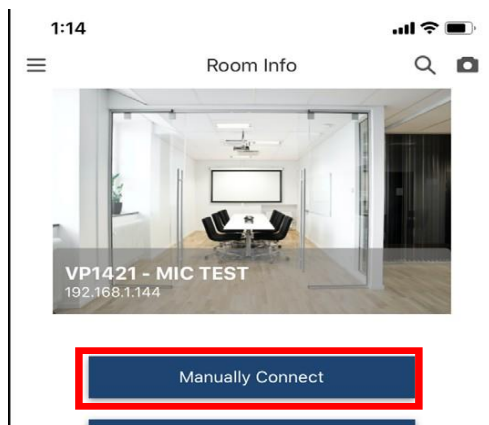 1:14
Room Info
VP1421 - MIC TEST
192.168.1.144
Manually Connect